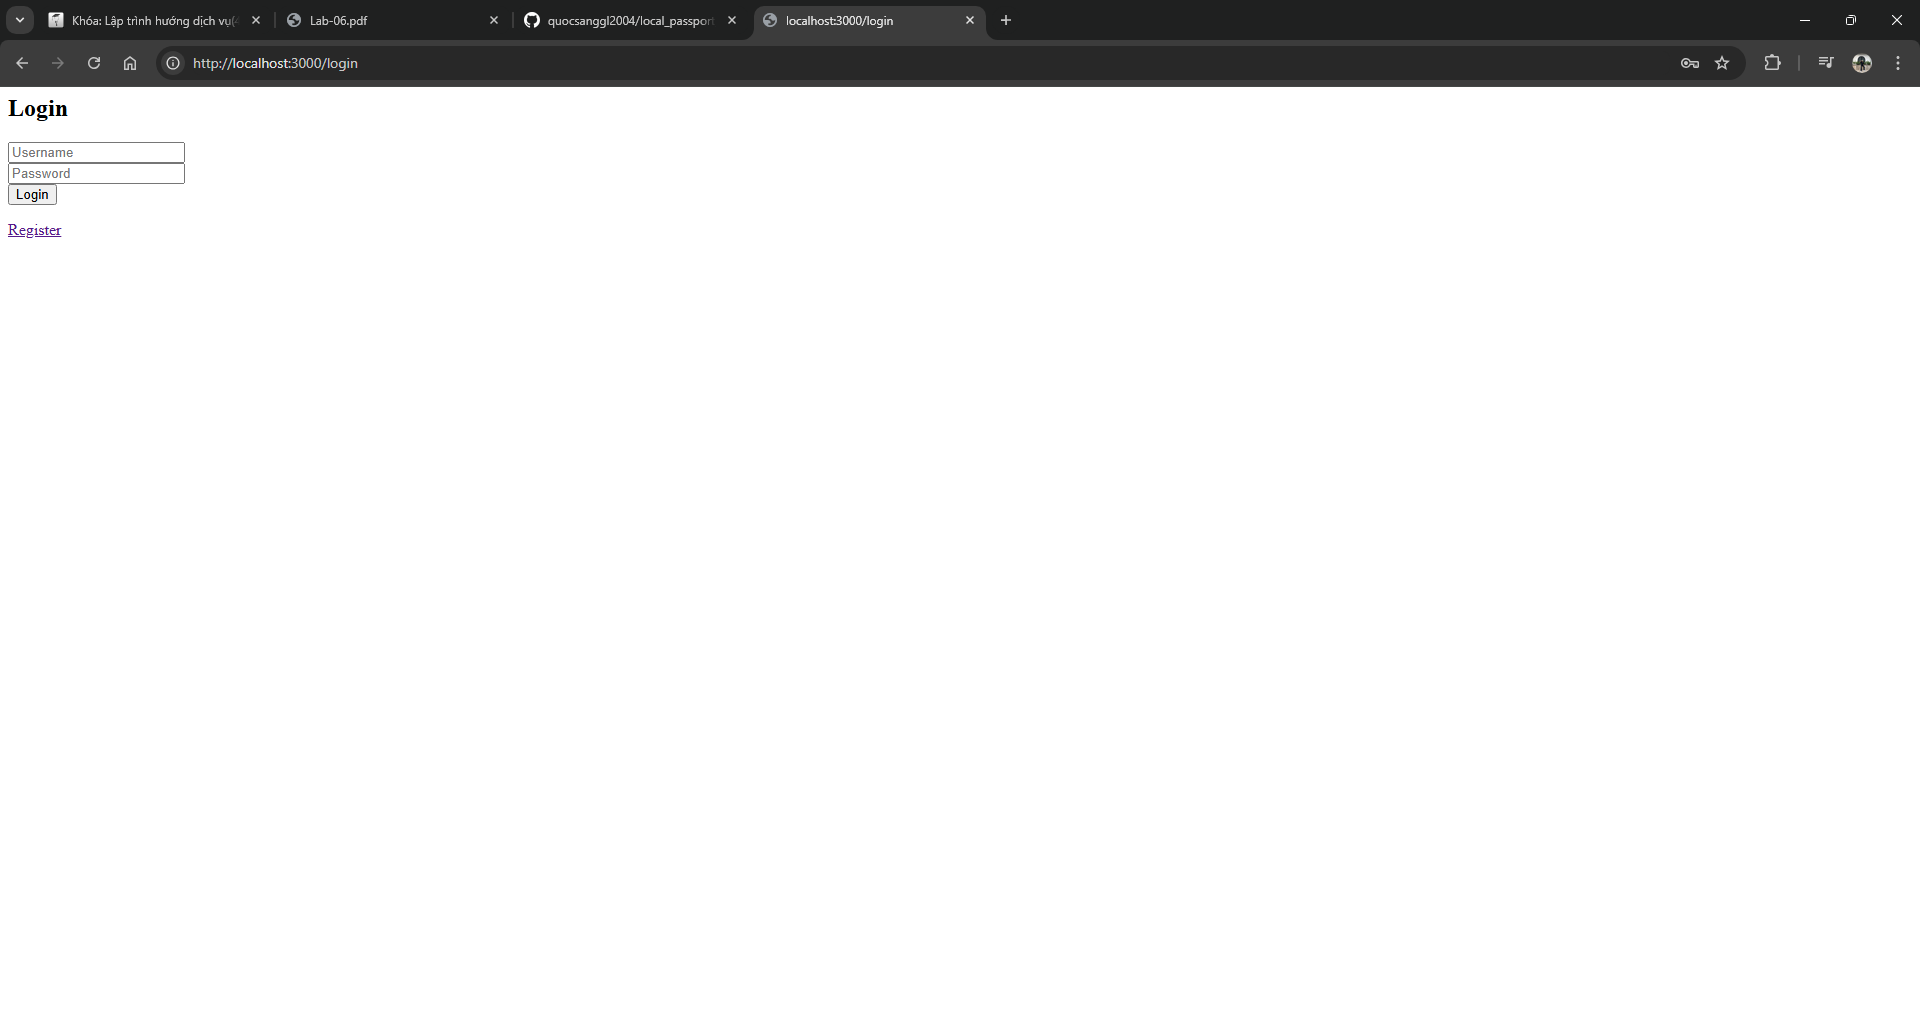 Khóa: Lập trình hướng dịch vụ(
Lab-06.pdf
quocsanggl2004/local_passport
localhost:3000/login
http://localhost:3000/login
Login
Username
Password
Login
Register